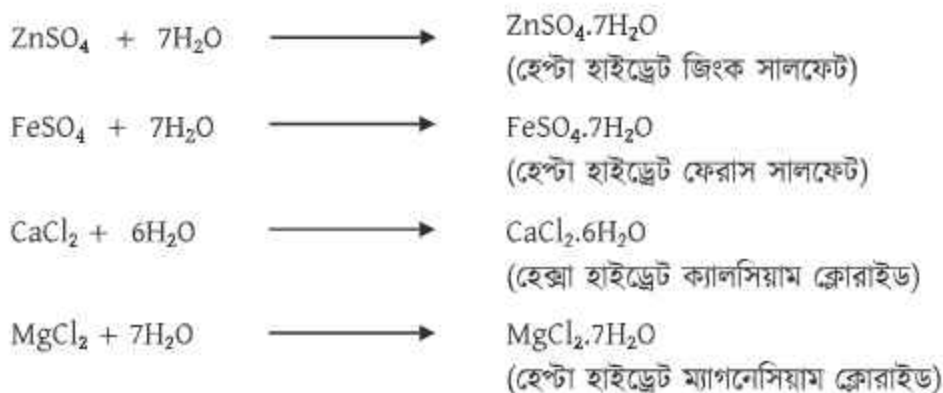 ZnSO₄ + 7H₂O ⟶ ZnSO₄.7H₂O
(হেপ্টা হাইড্রেট জিংক সালফেট)
FeSO₄ + 7H₂O ⟶ FeSO₄.7H₂O
(হেপ্টা হাইড্রেট ফেরাস সালফেট)
CaCl₂ + 6H₂O ⟶ CaCl₂.6H₂O
(হেক্সা হাইড্রেট ক্যালসিয়াম ক্লোরাইড)
MgCl₂ + 7H₂O ⟶ MgCl₂.7H₂O
(হেপ্টা হাইড্রেট ম্যাগনেসিয়াম ক্লোরাইড)